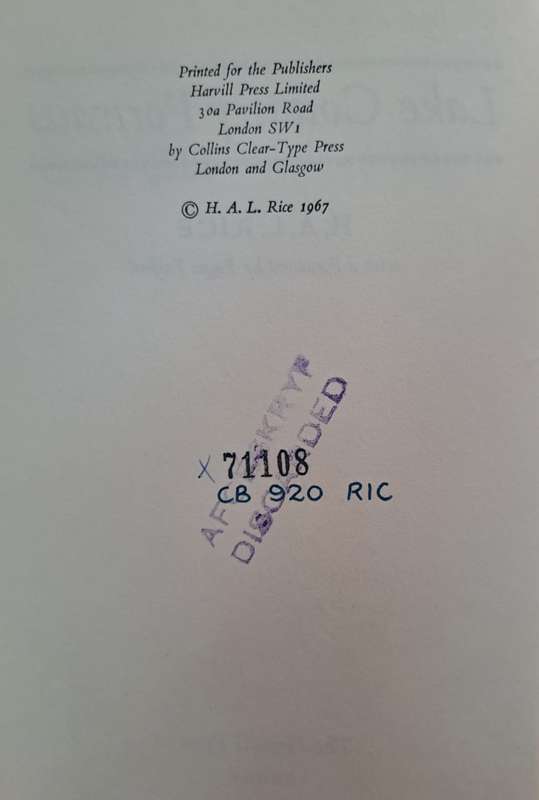 Printed for the Publishers
Harvill Press Limited
30a Pavilion Road
London SW1
by Collins Clear-Type Press
London and Glasgow
© H. A. L. Rice 1967
AFGESKRYF
DISCARDED
X 71108
CB 920 RIC